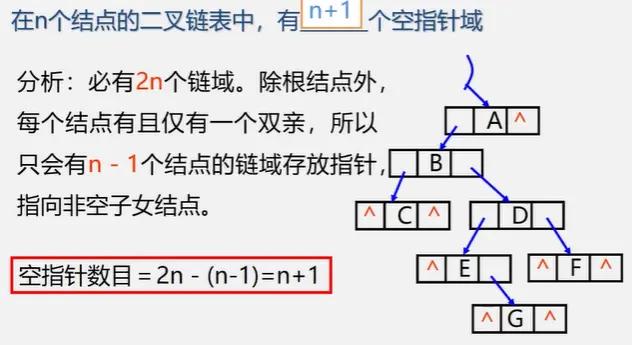 在n个结点的二叉链表中，有 n+1 个空指针域
分析：必有2n个链域。除根结点外，
每个结点有且仅有一个双亲，所以
只会有n－1个结点的链域存放指针，
指向非空子女结点。
空指针数目＝2n－(n-1)=n+1
A ^
B
^ C ^
D
^ E
^ F ^
^ G ^